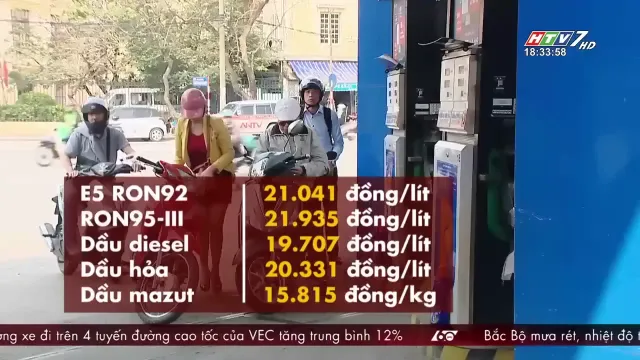 HTV7 HD
18:33:58
E5 RON92 21.041 đồng/lít
RON95-III 21.935 đồng/lít
Dầu diesel 19.707 đồng/lít
Dầu hỏa 20.331 đồng/lít
Dầu mazut 15.815 đồng/kg
xe đi trên 4 tuyến đường cao tốc của VEC tăng trung bình 12% 60 Bắc Bộ mưa rét, nhiệt độ